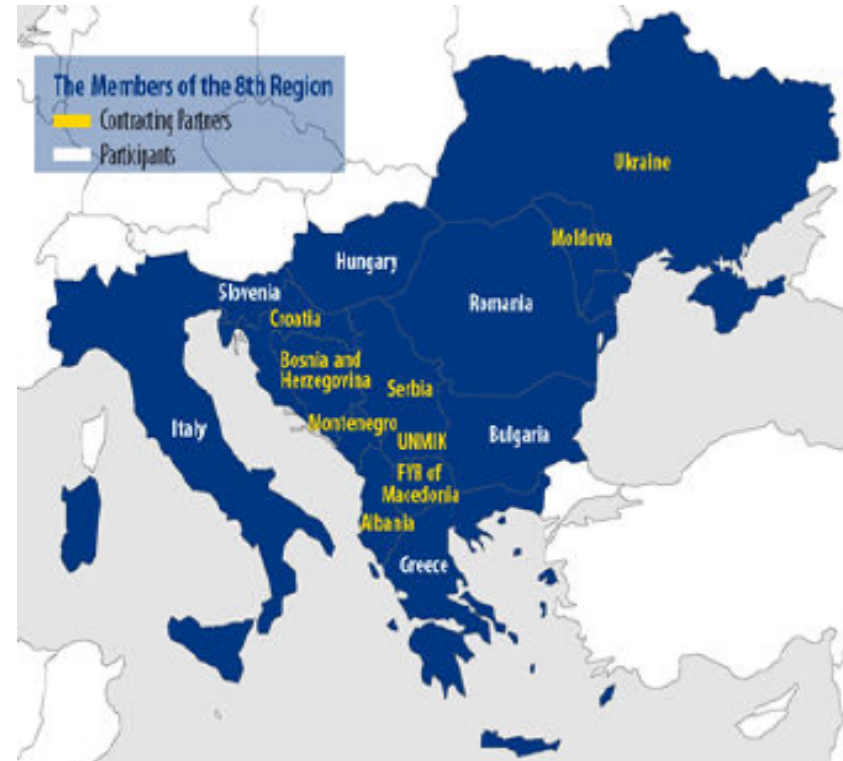 The Members of the 8th Region
Contracting Partners
Participants
Ukraine
Moldova
Hungary
Slovenia
Romania
Croatia
Bosnia and
Herzegovina
Serbia
Montenegro
Italy
UNMIK
Bulgaria
FYR of
Macedonia
Albania
Greece